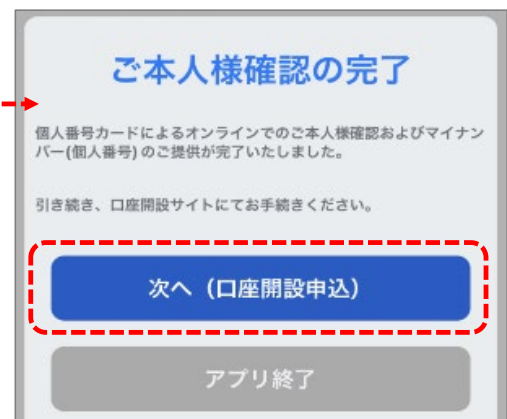 ご本人様確認の完了
個人番号カードによるオンラインでのご本人様確認およびマイナン
バー(個人番号)のご提供が完了いたしました。
引き続き、口座開設サイトにてお手続きください。
次へ（口座開設申込）
アプリ終了